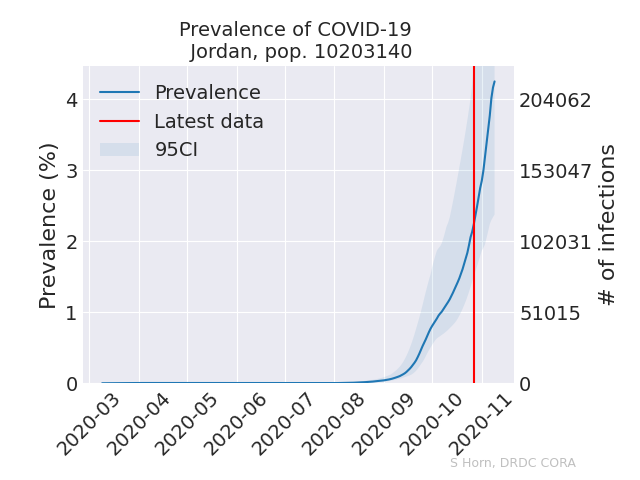 Prevalence of COVID-19
Jordan, pop. 10203140
Prevalence
Latest data
95CI
Prevalence (%)
4
3
2
1
0
204062
153047
102031
51015
0
# of infections
2020-03
2020-04
2020-05
2020-06
2020-07
2020-08
2020-09
2020-10
2020-11
S Horn, DRDC CORA